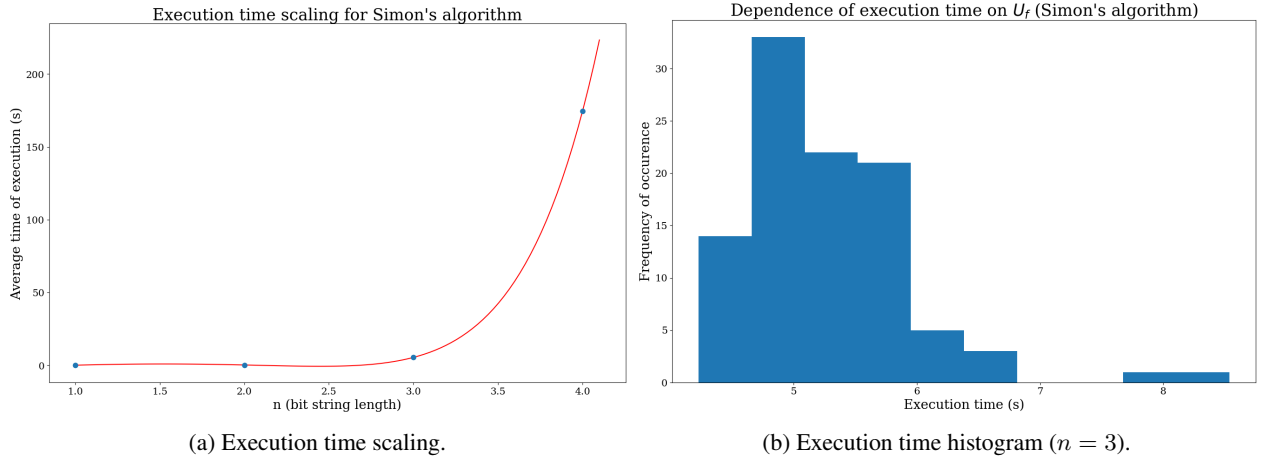 Execution time scaling for Simon's algorithm
Average time of execution (s)
200
150
100
50
0
1.0 1.5 2.0 2.5 3.0 3.5 4.0
n (bit string length)
(a) Execution time scaling.
Dependence of execution time on U_f (Simon's algorithm)
Frequency of occurence
30
25
20
15
10
5
0
5 6 7 8
Execution time (s)
(b) Execution time histogram (n = 3).